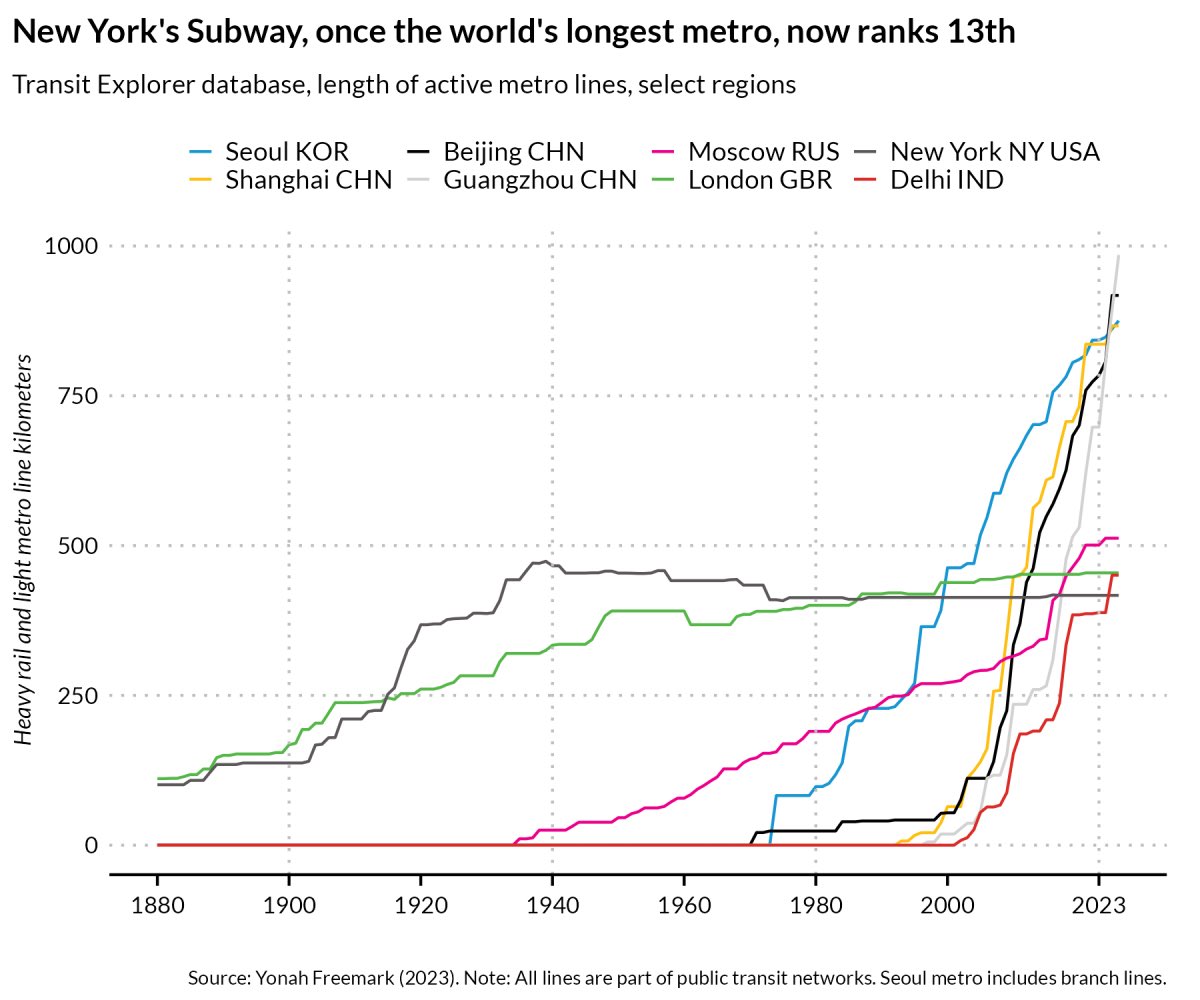 New York's Subway, once the world's longest metro, now ranks 13th
Transit Explorer database, length of active metro lines, select regions
Seoul KOR Beijing CHN Moscow RUS New York NY USA
Shanghai CHN Guangzhou CHN London GBR Delhi IND
Heavy rail and light metro line kilometers
1000
750
500
250
0
1880 1900 1920 1940 1960 1980 2000 2023
Source: Yonah Freemark (2023). Note: All lines are part of public transit networks. Seoul metro includes branch lines.